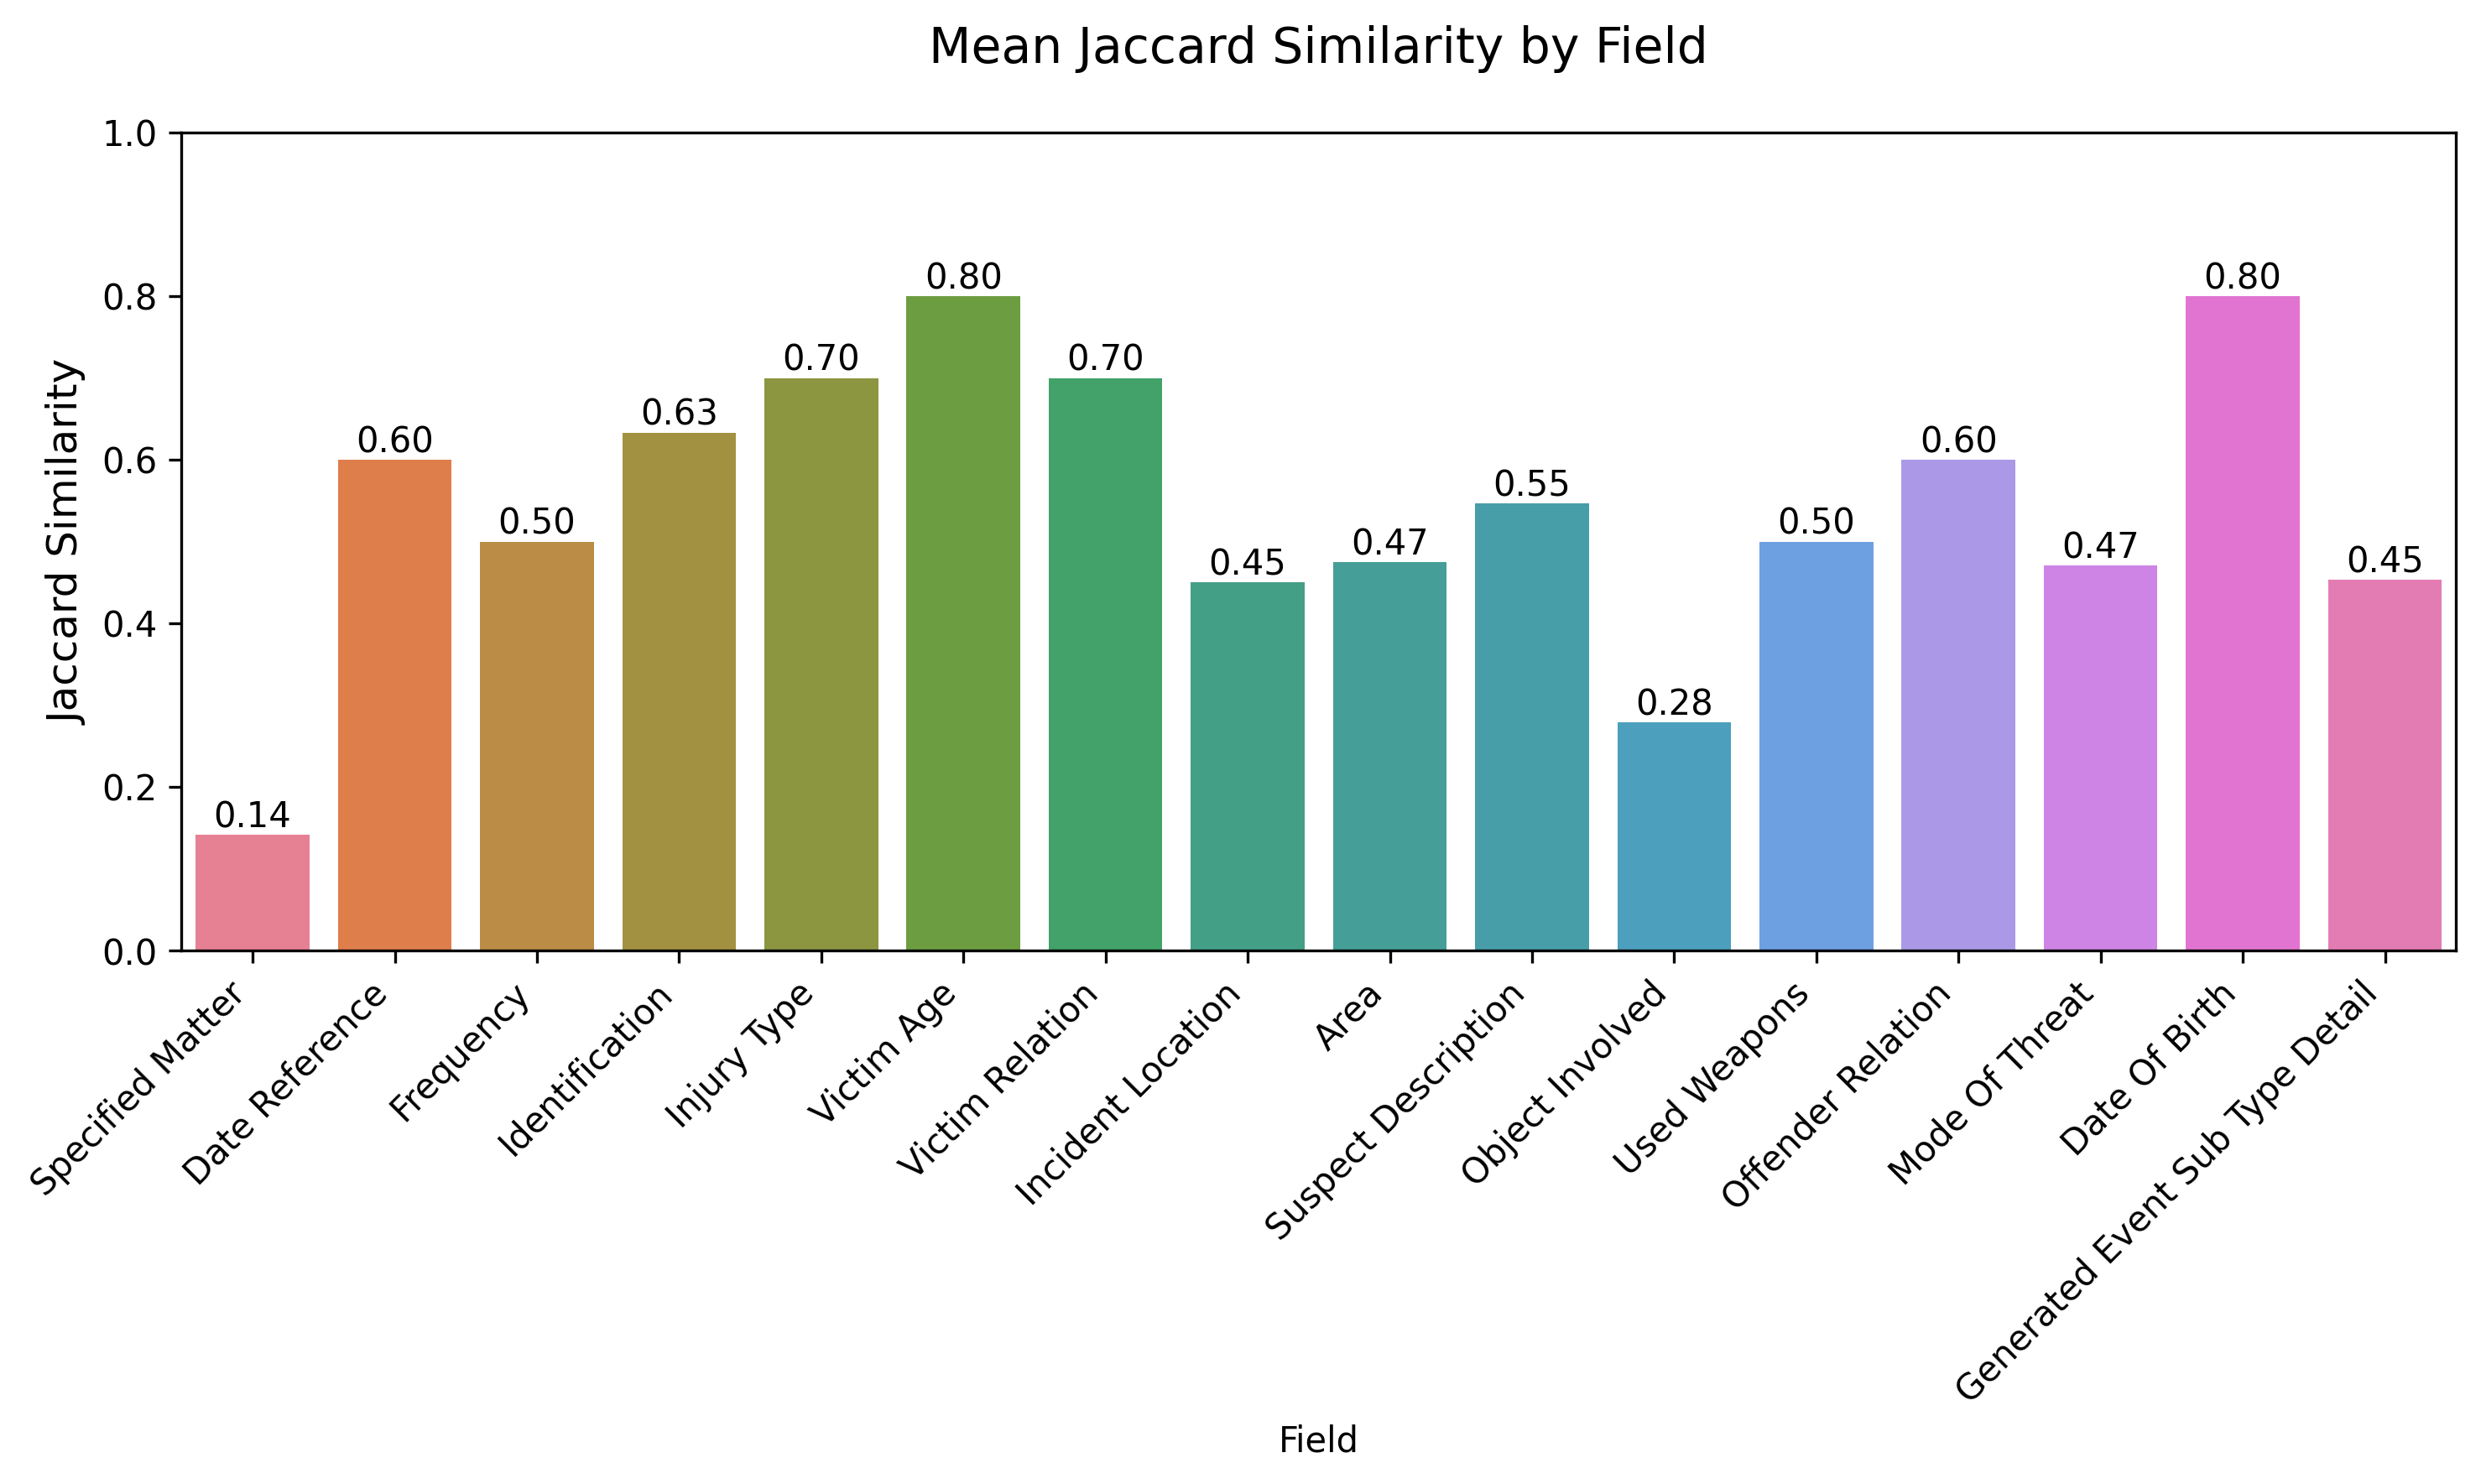 Mean Jaccard Similarity by Field
Jaccard Similarity
1.0
0.8
0.6
0.4
0.2
0.0
0.14
0.60
0.50
0.63
0.70
0.80
0.70
0.45
0.47
0.55
0.28
0.50
0.60
0.47
0.80
0.45
Specified Matter
Date Reference
Frequency
Identification
Injury Type
Victim Age
Victim Relation
Incident Location
Area
Suspect Description
Object Involved
Used Weapons
Offender Relation
Mode Of Threat
Date Of Birth
Generated Event Sub Type Detail
Field